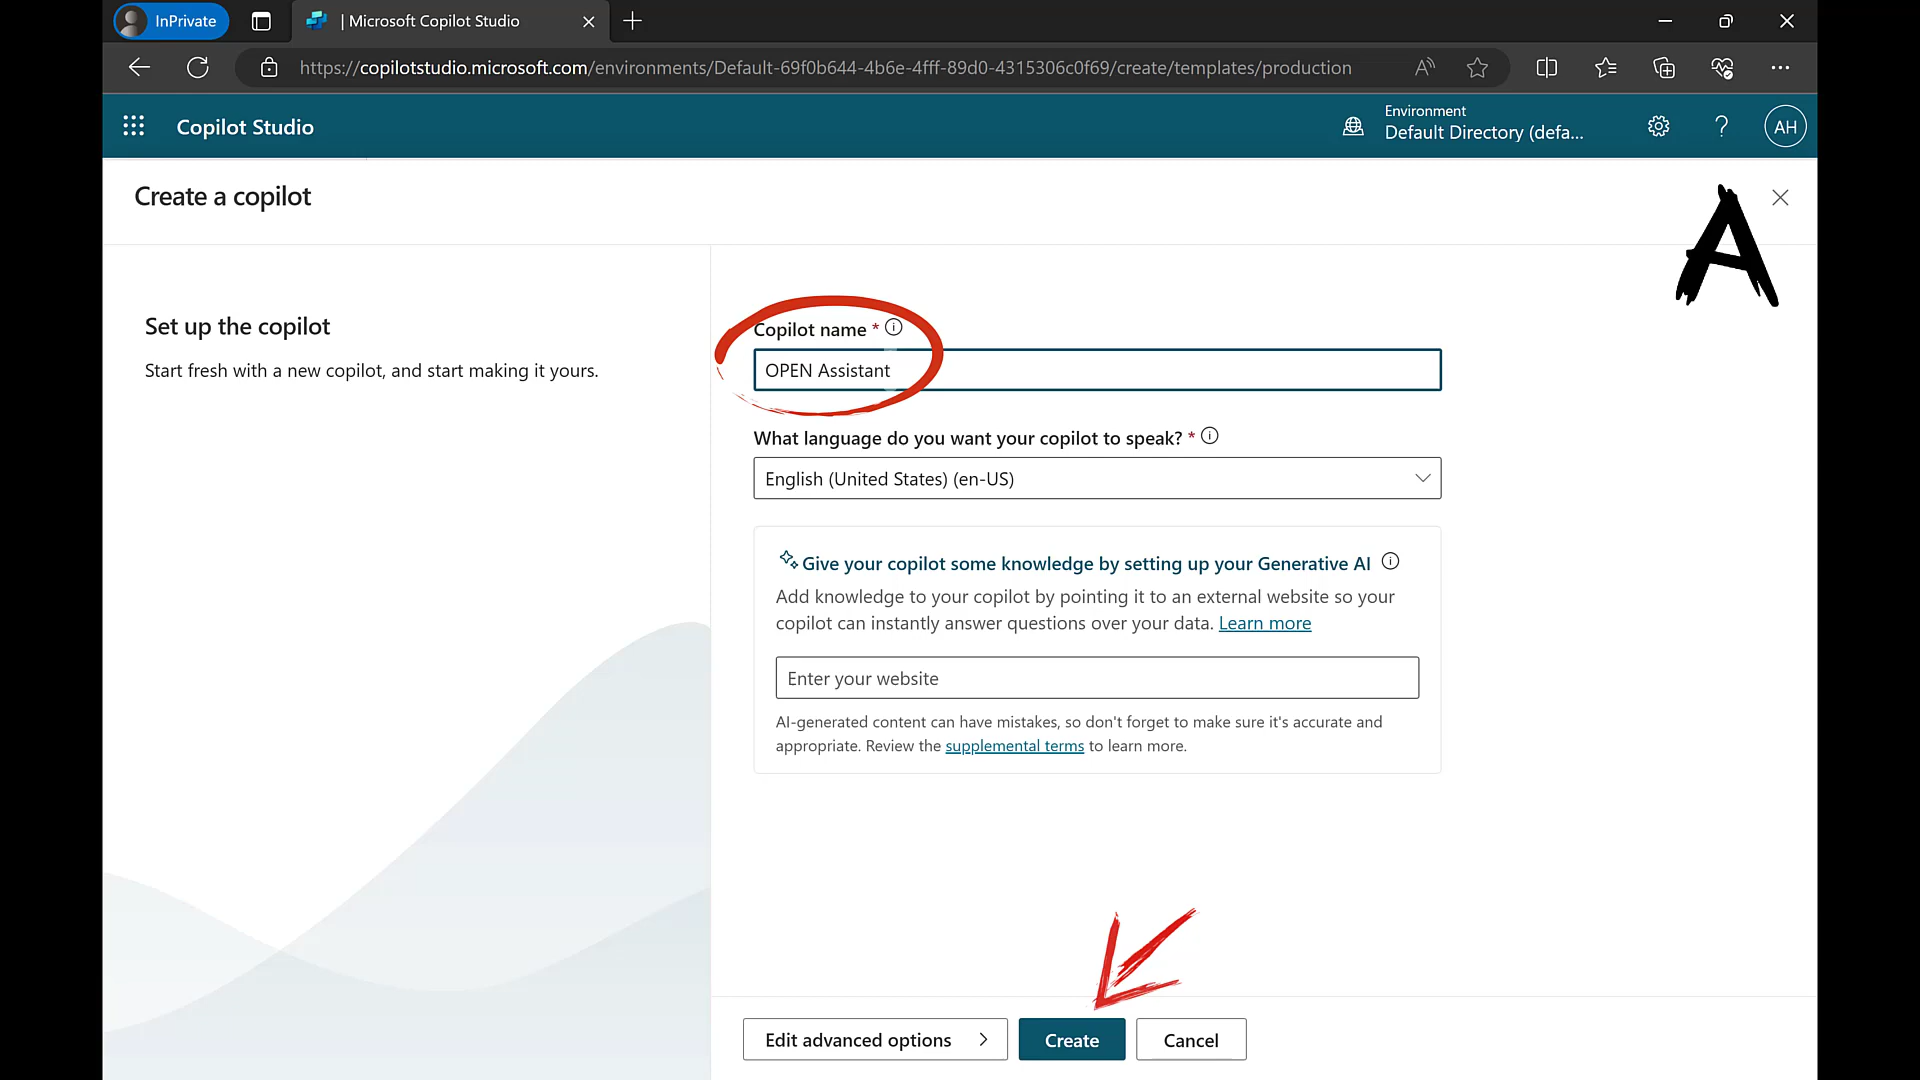 InPrivate
| Microsoft Copilot Studio
https://copilotstudio.microsoft.com/environments/Default-69f0b644-4b6e-4fff-89d0-4315306c0f69/create/templates/production
Copilot Studio
Environment
Default Directory (defa...
AH
Create a copilot
A
Set up the copilot
Start fresh with a new copilot, and start making it yours.
Copilot name *
OPEN Assistant
What language do you want your copilot to speak? *
English (United States) (en-US)
Give your copilot some knowledge by setting up your Generative AI
Add knowledge to your copilot by pointing it to an external website so your
copilot can instantly answer questions over your data. Learn more
Enter your website
AI-generated content can have mistakes, so don't forget to make sure it's accurate and
appropriate. Review the supplemental terms to learn more.
Edit advanced options
Create
Cancel